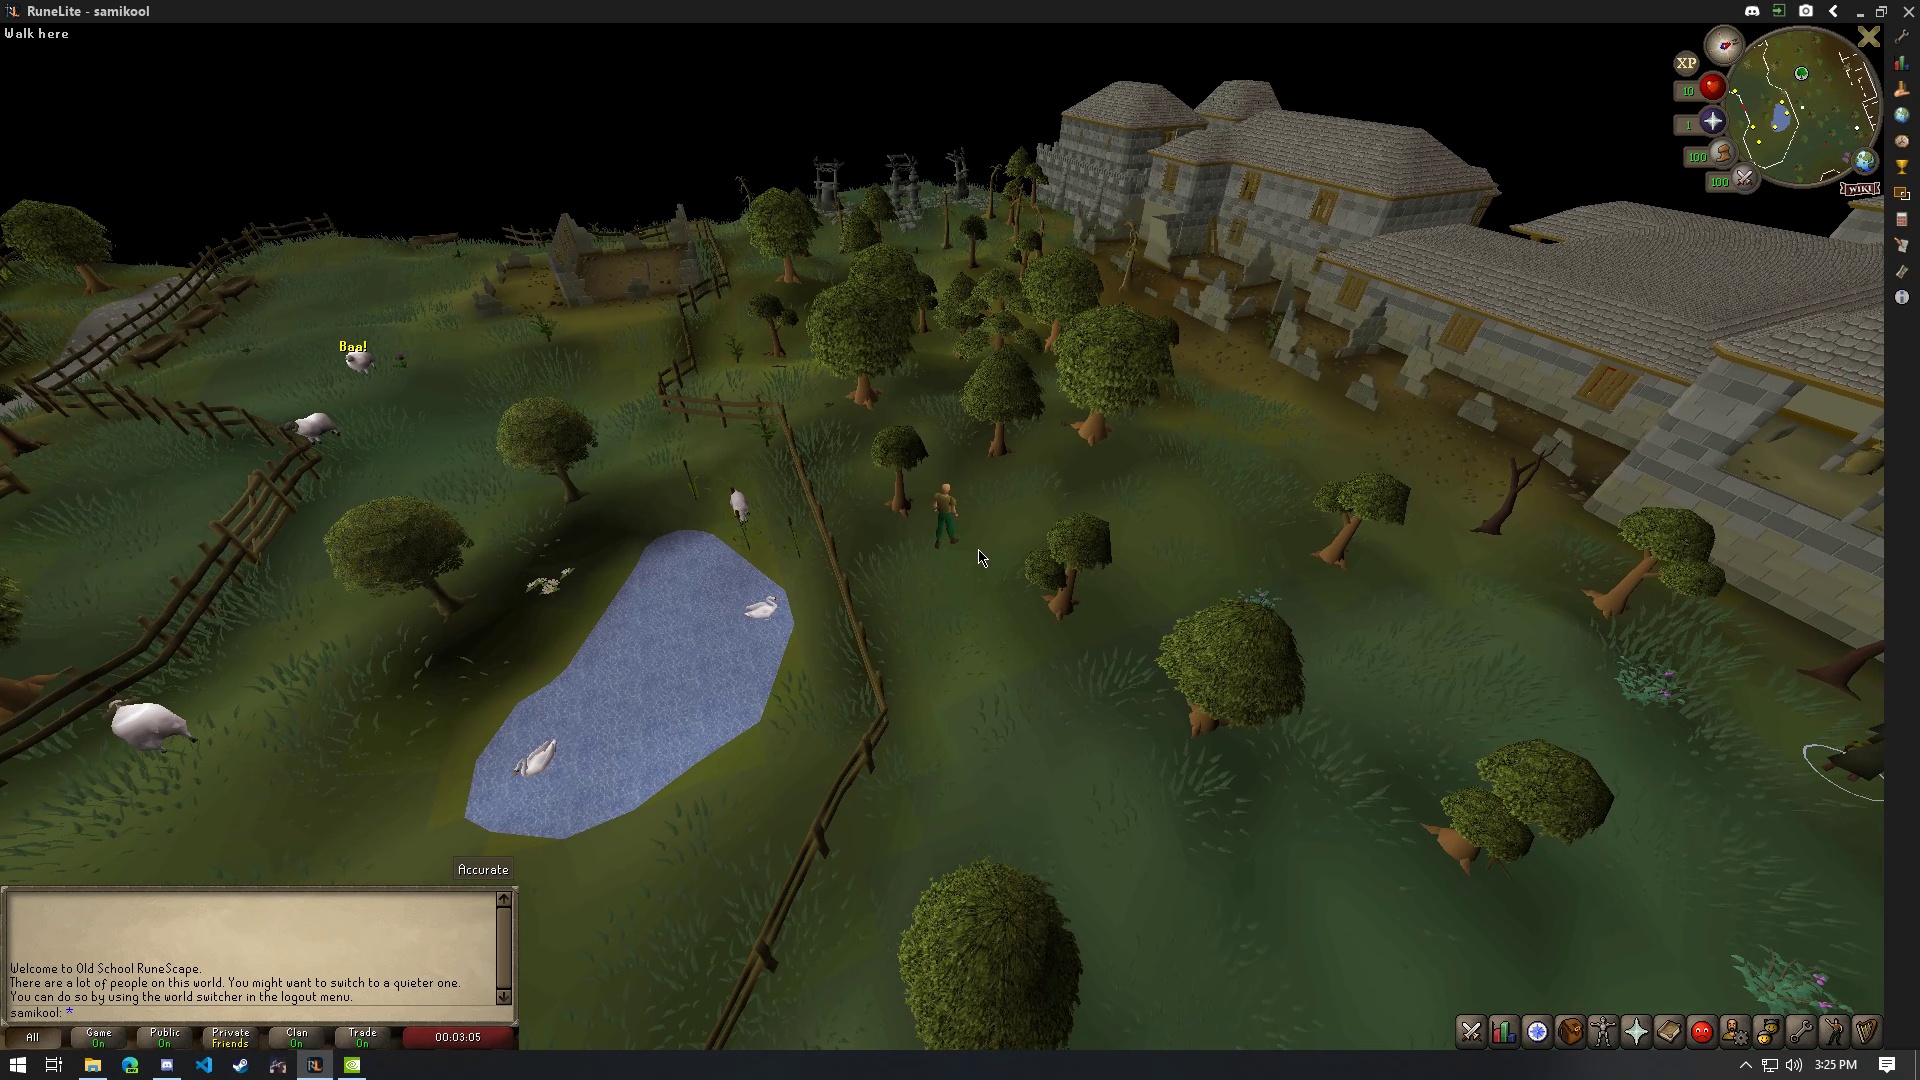 RuneLite - samikool
Walk here
XP
10
1
100
100
WIKI
Baa!
Accurate
Welcome to Old School RuneScape.
There are a lot of people on this world. You might want to switch to a quieter one.
You can do so by using the world switcher in the logout menu.
samikool: *
All
Game
On
Public
On
Private
Friends
Clan
On
Trade
On
00:03:05
3:25 PM